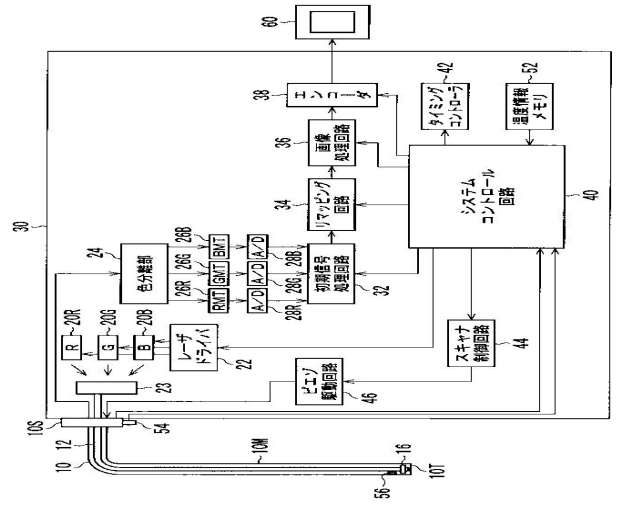 60
30
エンコーダ
38
画像
処理回路
36
リマッピング
回路
34
タイミング
コントローラ
42
温度情報
メモリ
52
システム
コントロール
回路
40
色分離部
24
RMT
26R
GMT
26G
BMT
26B
A/D
28R
A/D
28G
A/D
28B
初期信号
処理回路
32
R
20R
G
20G
B
20B
レーザ
ドライバ
22
23
スキャナ
制御回路
44
ピエゾ
駆動回路
46
10S
54
12
10
10M
56
16
10T